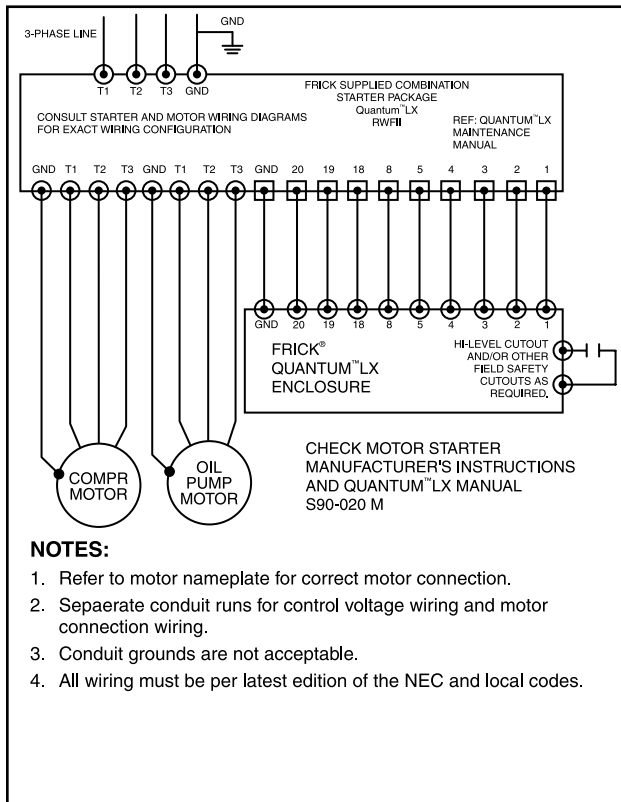 GND
3-PHASE LINE
T1 T2 T3 GND
FRICK SUPPLIED COMBINATION
STARTER PACKAGE
Quantum™LX
RWFII
CONSULT STARTER AND MOTOR WIRING DIAGRAMS
FOR EXACT WIRING CONFIGURATION
REF: QUANTUM™LX
MAINTENANCE
MANUAL
GND T1 T2 T3 GND T1 T2 T3 GND 20 19 18 8 5 4 3 2 1
GND 20 19 18 8 5 4 3 2 1
FRICK®
QUANTUM™LX
ENCLOSURE
HI-LEVEL CUTOUT
AND/OR OTHER
FIELD SAFETY
CUTOUTS AS
REQUIRED.
COMPR
MOTOR
OIL
PUMP
MOTOR
CHECK MOTOR STARTER
MANUFACTURER'S INSTRUCTIONS
AND QUANTUM™LX MANUAL
S90-020 M
NOTES:
1. Refer to motor nameplate for correct motor connection.
2. Sepaerate conduit runs for control voltage wiring and motor
connection wiring.
3. Conduit grounds are not acceptable.
4. All wiring must be per latest edition of the NEC and local codes.